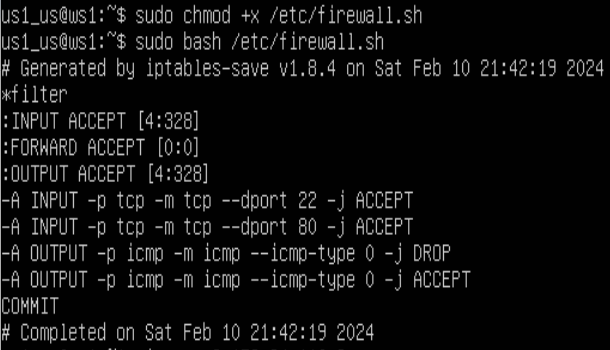 us1_us@ws1:~$ sudo chmod +x /etc/firewall.sh
us1_us@ws1:~$ sudo bash /etc/firewall.sh
# Generated by iptables-save v1.8.4 on Sat Feb 10 21:42:19 2024
*filter
:INPUT ACCEPT [4:328]
:FORWARD ACCEPT [0:0]
:OUTPUT ACCEPT [4:328]
-A INPUT -p tcp -m tcp --dport 22 -j ACCEPT
-A INPUT -p tcp -m tcp --dport 80 -j ACCEPT
-A OUTPUT -p icmp -m icmp --icmp-type 0 -j DROP
-A OUTPUT -p icmp -m icmp --icmp-type 0 -j ACCEPT
COMMIT
# Completed on Sat Feb 10 21:42:19 2024